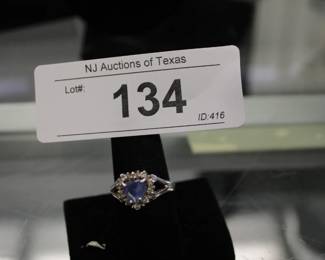 NJ Auctions of Texas
Lot#:
134
ID:416